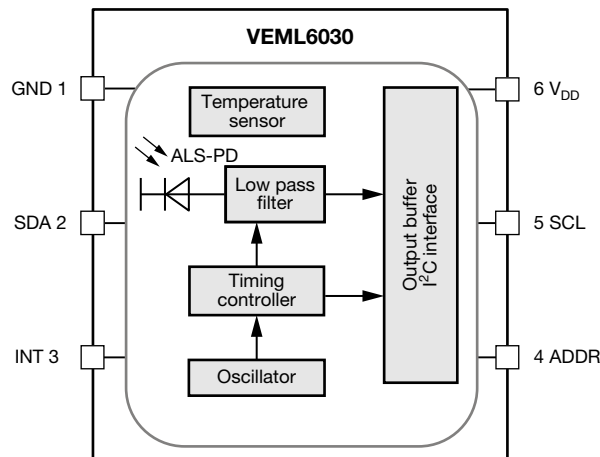 VEML6030
GND 1
6 VDD
Temperature
sensor
ALS-PD
Low pass
filter
SDA 2
5 SCL
Output buffer
I2C interface
Timing
controller
INT 3
4 ADDR
Oscillator